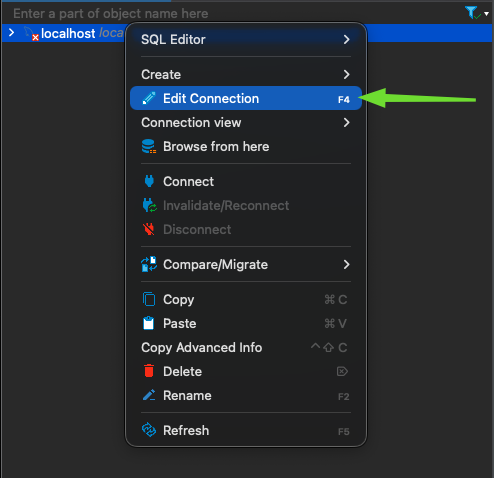 Enter a part of object name here
localhost loca
SQL Editor
Create
Edit Connection F4
Connection view
Browse from here
Connect
Invalidate/Reconnect
Disconnect
Compare/Migrate
Copy ⌘ C
Paste ⌘ V
Copy Advanced Info ^ ⇧ C
Delete ⌦
Rename F2
Refresh F5